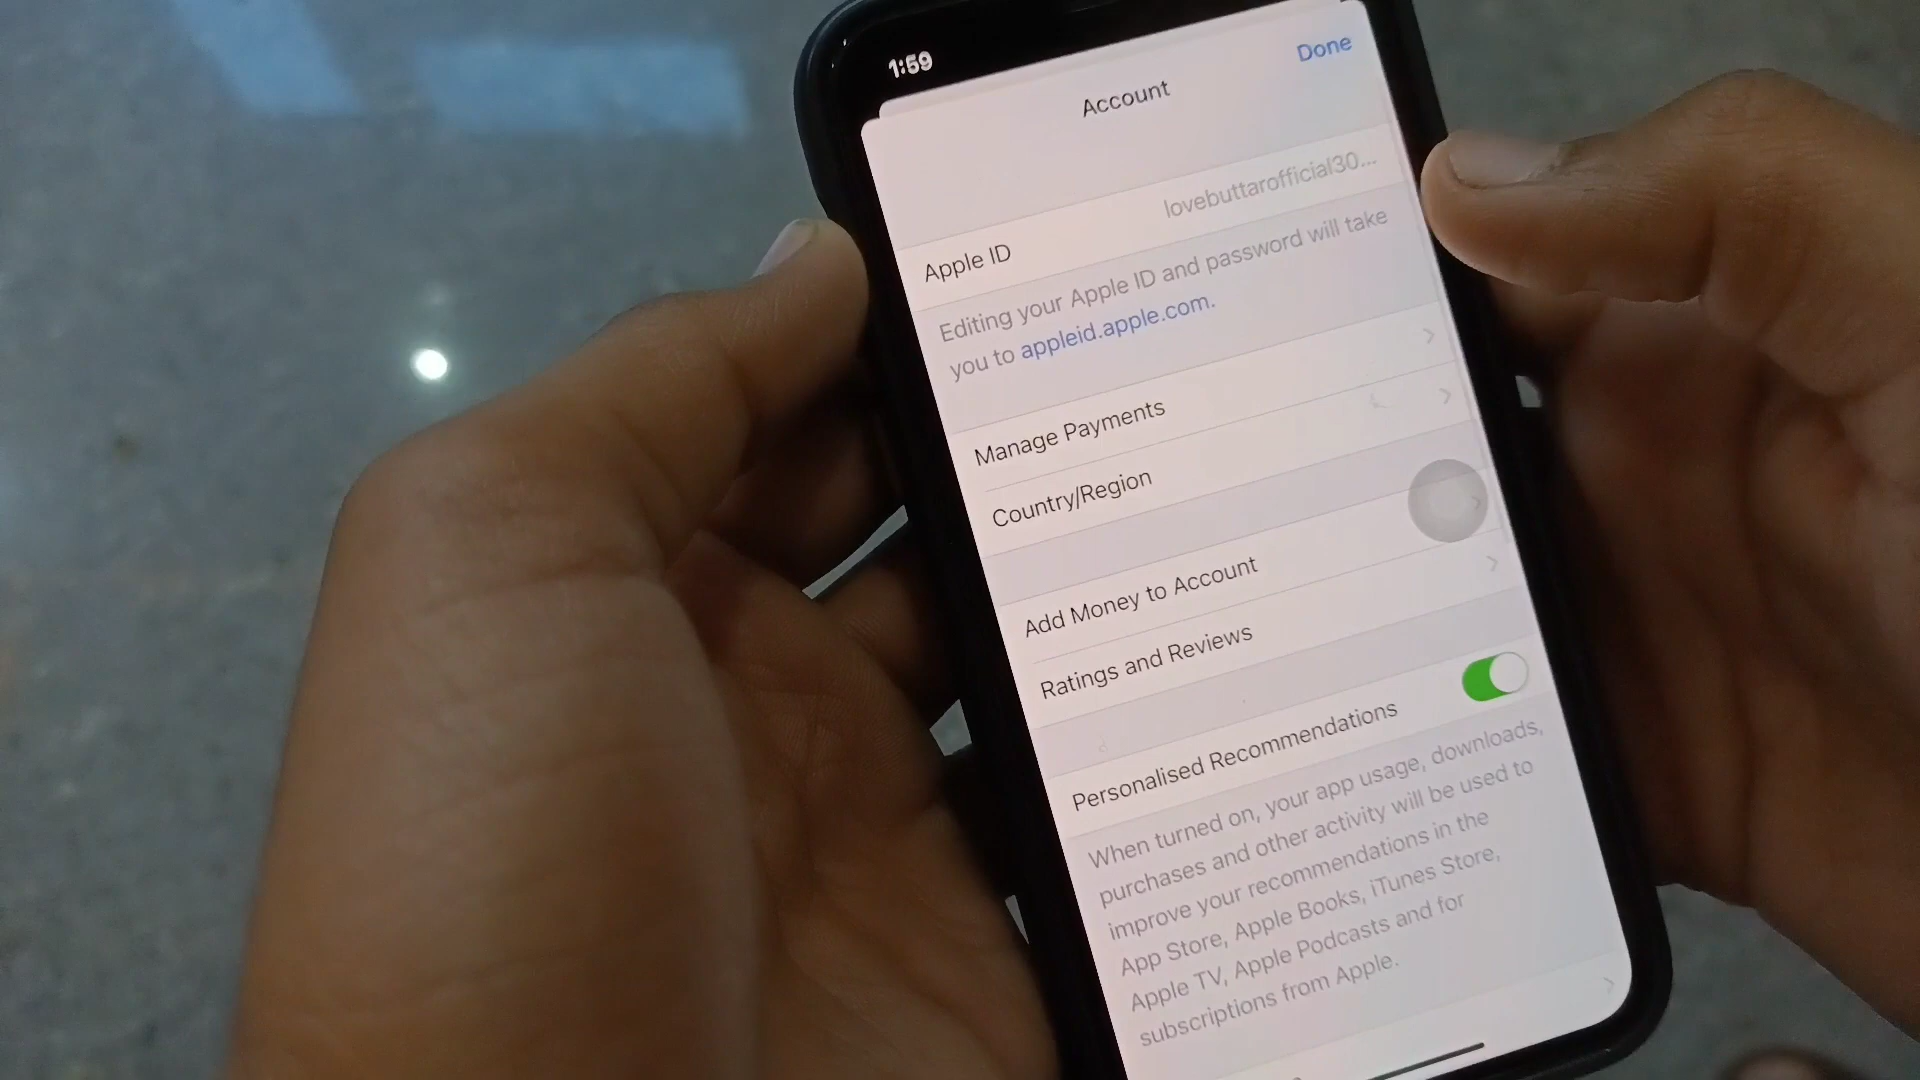 1:59
Done
Account
Apple ID
lovebuttarofficial30...
Editing your Apple ID and password will take
you to appleid.apple.com.
Manage Payments
Country/Region
Add Money to Account
Ratings and Reviews
Personalised Recommendations
When turned on, your app usage, downloads,
purchases and other activity will be used to
improve your recommendations in the
App Store, Apple Books, iTunes Store,
Apple TV, Apple Podcasts and for
subscriptions from Apple.